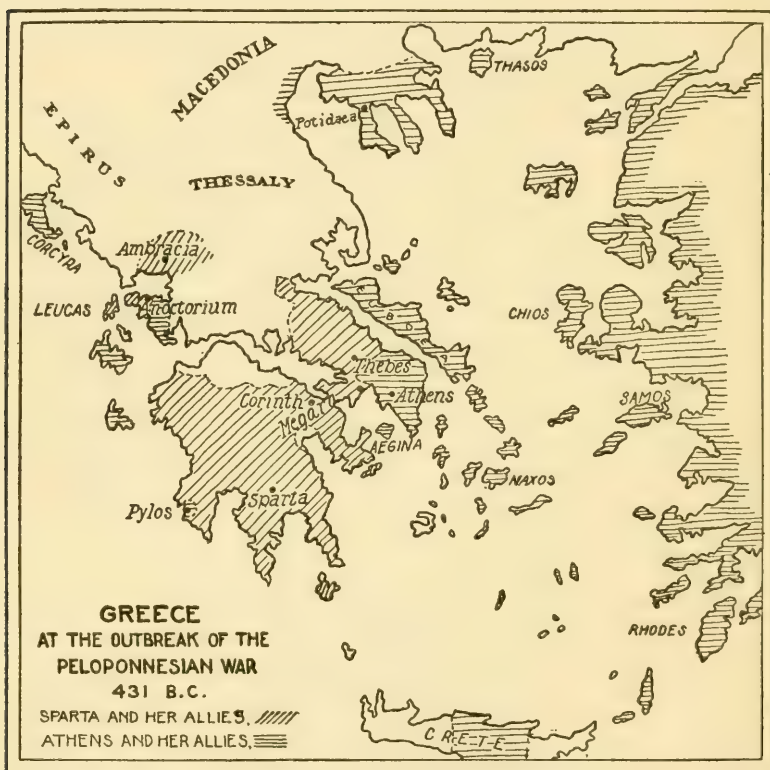 MACEDONIA
THASOS
EPIRUS
Potidaea
THESSALY
CORCYRA
Ambracia
LEUCAS
Anoctorium
CHIOS
Thebes
Corinth
Athens
Megara
SAMOS
AEGINA
NAXOS
Sparta
Pylos
GREECE
AT THE OUTBREAK OF THE
PELOPONNESIAN WAR
431 B.C.
RHODES
SPARTA AND HER ALLIES,
ATHENS AND HER ALLIES,
CRETE